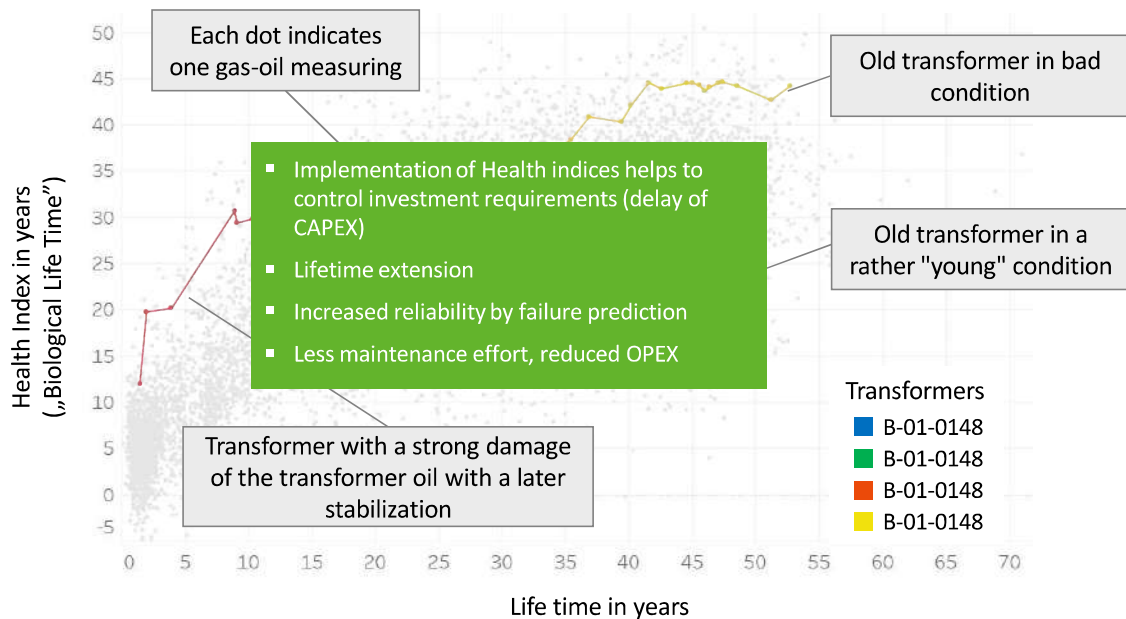 Each dot indicates
one gas-oil measuring
Old transformer in bad
condition
▪ Implementation of Health indices helps to
control investment requirements (delay of
CAPEX)
▪ Lifetime extension
▪ Increased reliability by failure prediction
▪ Less maintenance effort, reduced OPEX
Old transformer in a
rather "young" condition
Transformer with a strong damage
of the transformer oil with a later
stabilization
Health Index in years
(„Biological Life Time”)
50
45
40
35
30
25
20
15
10
5
0
-5
Transformers
B-01-0148
B-01-0148
B-01-0148
B-01-0148
0 5 10 15 20 25 30 35 40 45 50 55 60 65 70
Life time in years